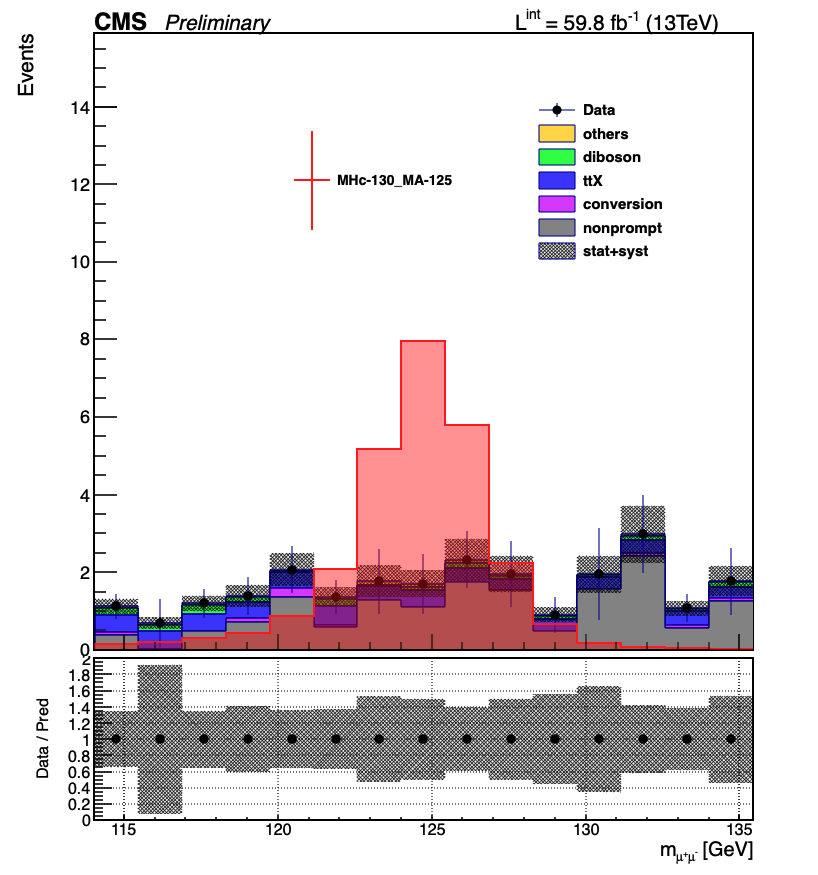 CMS Preliminary L^int = 59.8 fb^-1 (13TeV)
Events
14
12
10
8
6
4
2
0
Data
others
diboson
ttX
conversion
nonprompt
stat+syst
MHc-130_MA-125
Data / Pred
2
1.8
1.6
1.4
1.2
1
0.8
0.6
0.4
0.2
0
115 120 125 130 135
m_μ⁺μ⁻ [GeV]